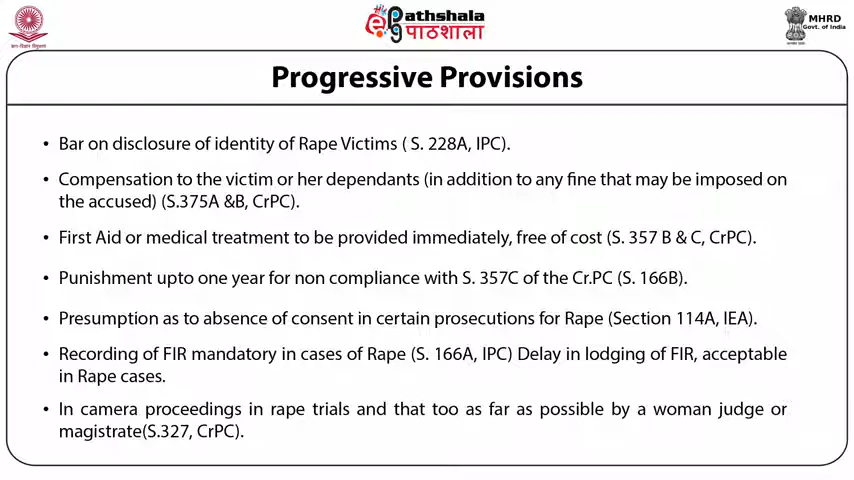 ePathshala
पाठशाला
MHRD
Govt. of India
Progressive Provisions
• Bar on disclosure of identity of Rape Victims ( S. 228A, IPC).
• Compensation to the victim or her dependants (in addition to any fine that may be imposed on
the accused) (S.375A &B, CrPC).
• First Aid or medical treatment to be provided immediately, free of cost (S. 357 B & C, CrPC).
• Punishment upto one year for non compliance with S. 357C of the Cr.PC (S. 166B).
• Presumption as to absence of consent in certain prosecutions for Rape (Section 114A, IEA).
• Recording of FIR mandatory in cases of Rape (S. 166A, IPC) Delay in lodging of FIR, acceptable
in Rape cases.
• In camera proceedings in rape trials and that too as far as possible by a woman judge or
magistrate(S.327, CrPC).